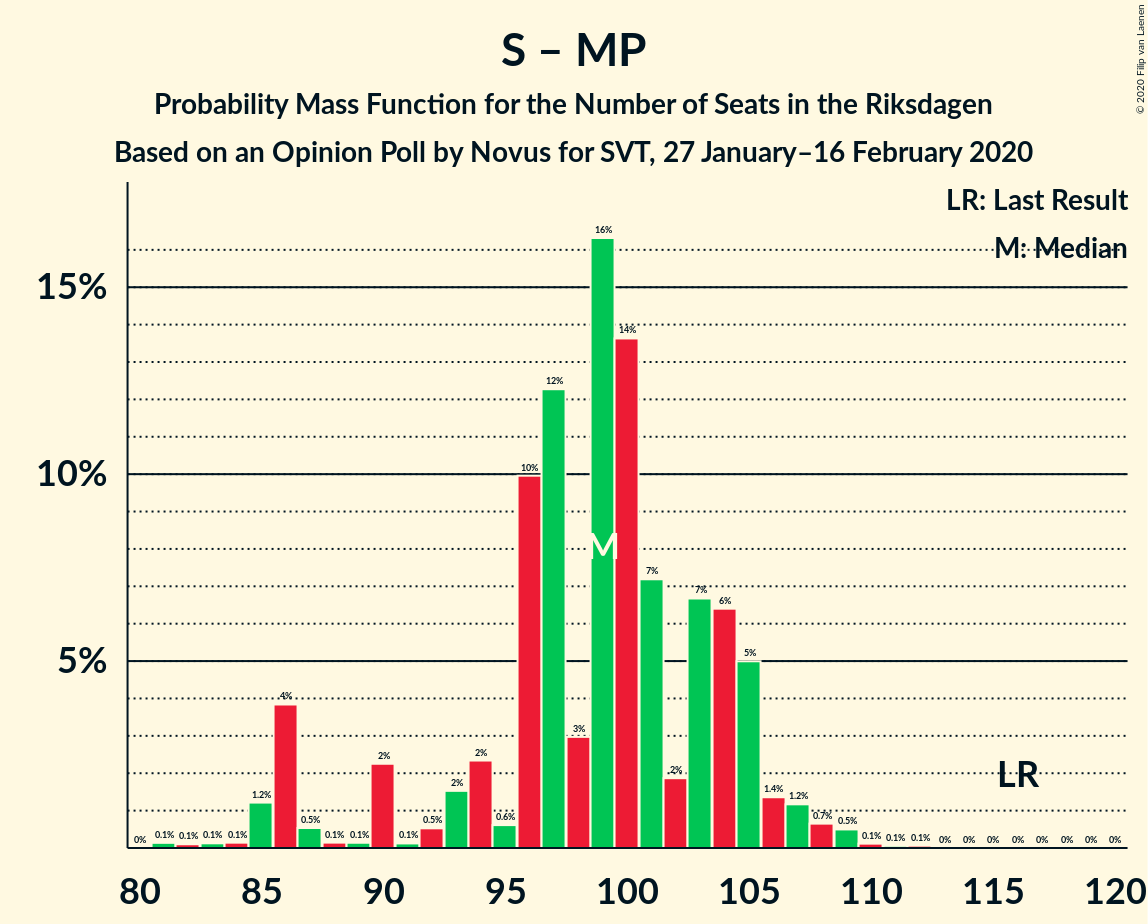 S – MP
Probability Mass Function for the Number of Seats in the Riksdagen
Based on an Opinion Poll by Novus for SVT, 27 January–16 February 2020
© 2020 Filip van Laenen
LR: Last Result
M: Median
15%
10%
5%
0% 0.1% 0.1% 0.1% 0.1% 1.2% 4% 0.5% 0.1% 0.1% 2% 0.1% 0.5% 2% 2% 0.6% 10% 12% 3% 16% 14% 7% 2% 7% 6% 5% 1.4% 1.2% 0.7% 0.5% 0.1% 0.1% 0.1% 0% 0% 0% 0% 0% 0% 0% 0%
M
LR
80 85 90 95 100 105 110 115 120